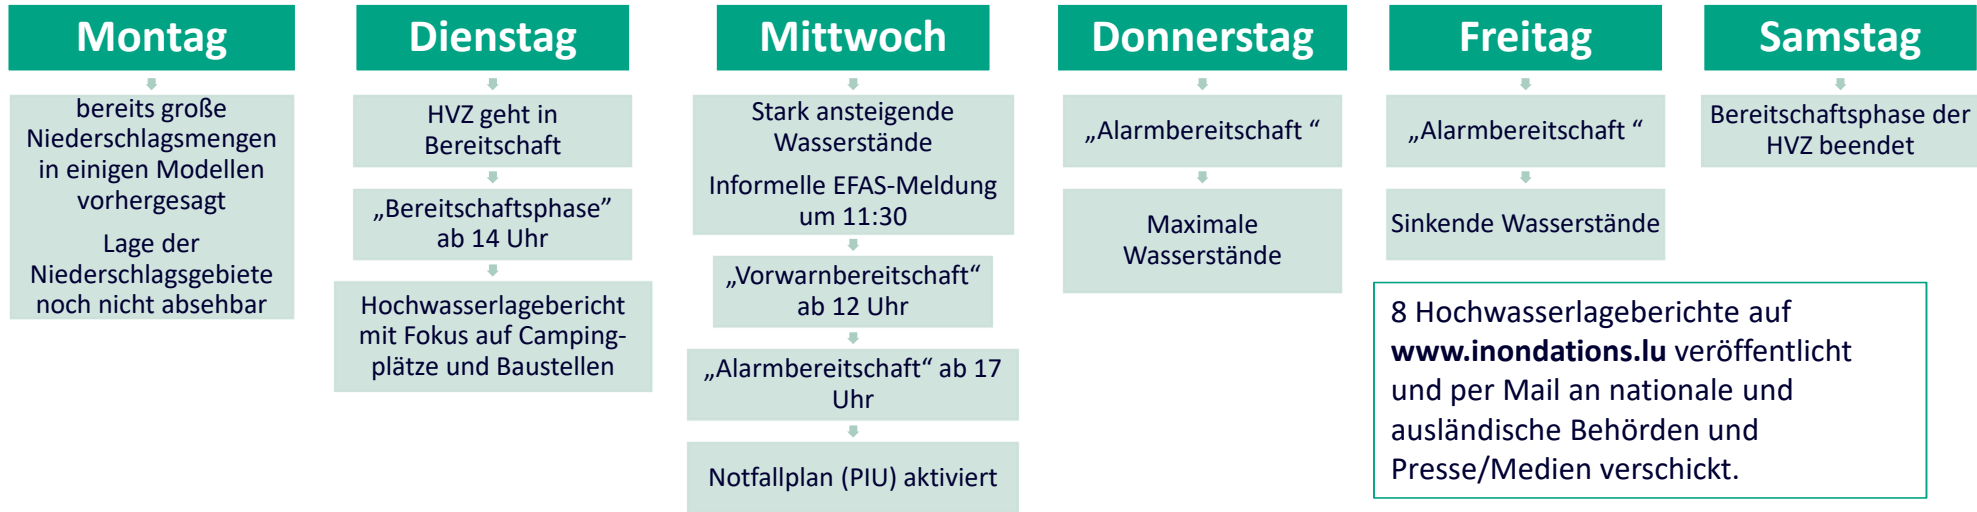 Montag
bereits große
Niederschlagsmengen
in einigen Modellen
vorhergesagt
Lage der
Niederschlagsgebiete
noch nicht absehbar
Dienstag
HVZ geht in
Bereitschaft
„Bereitschaftsphase”
ab 14 Uhr
Hochwasserlagebericht
mit Fokus auf Camping-
plätze und Baustellen
Mittwoch
Stark ansteigende
Wasserstände
Informelle EFAS-Meldung
um 11:30
„Vorwarnbereitschaft“
ab 12 Uhr
„Alarmbereitschaft“ ab 17
Uhr
Notfallplan (PIU) aktiviert
Donnerstag
„Alarmbereitschaft “
Maximale
Wasserstände
Freitag
„Alarmbereitschaft “
Sinkende Wasserstände
Samstag
Bereitschaftsphase der
HVZ beendet
8 Hochwasserlageberichte auf
www.inondations.lu veröffentlicht
und per Mail an nationale und
ausländische Behörden und
Presse/Medien verschickt.